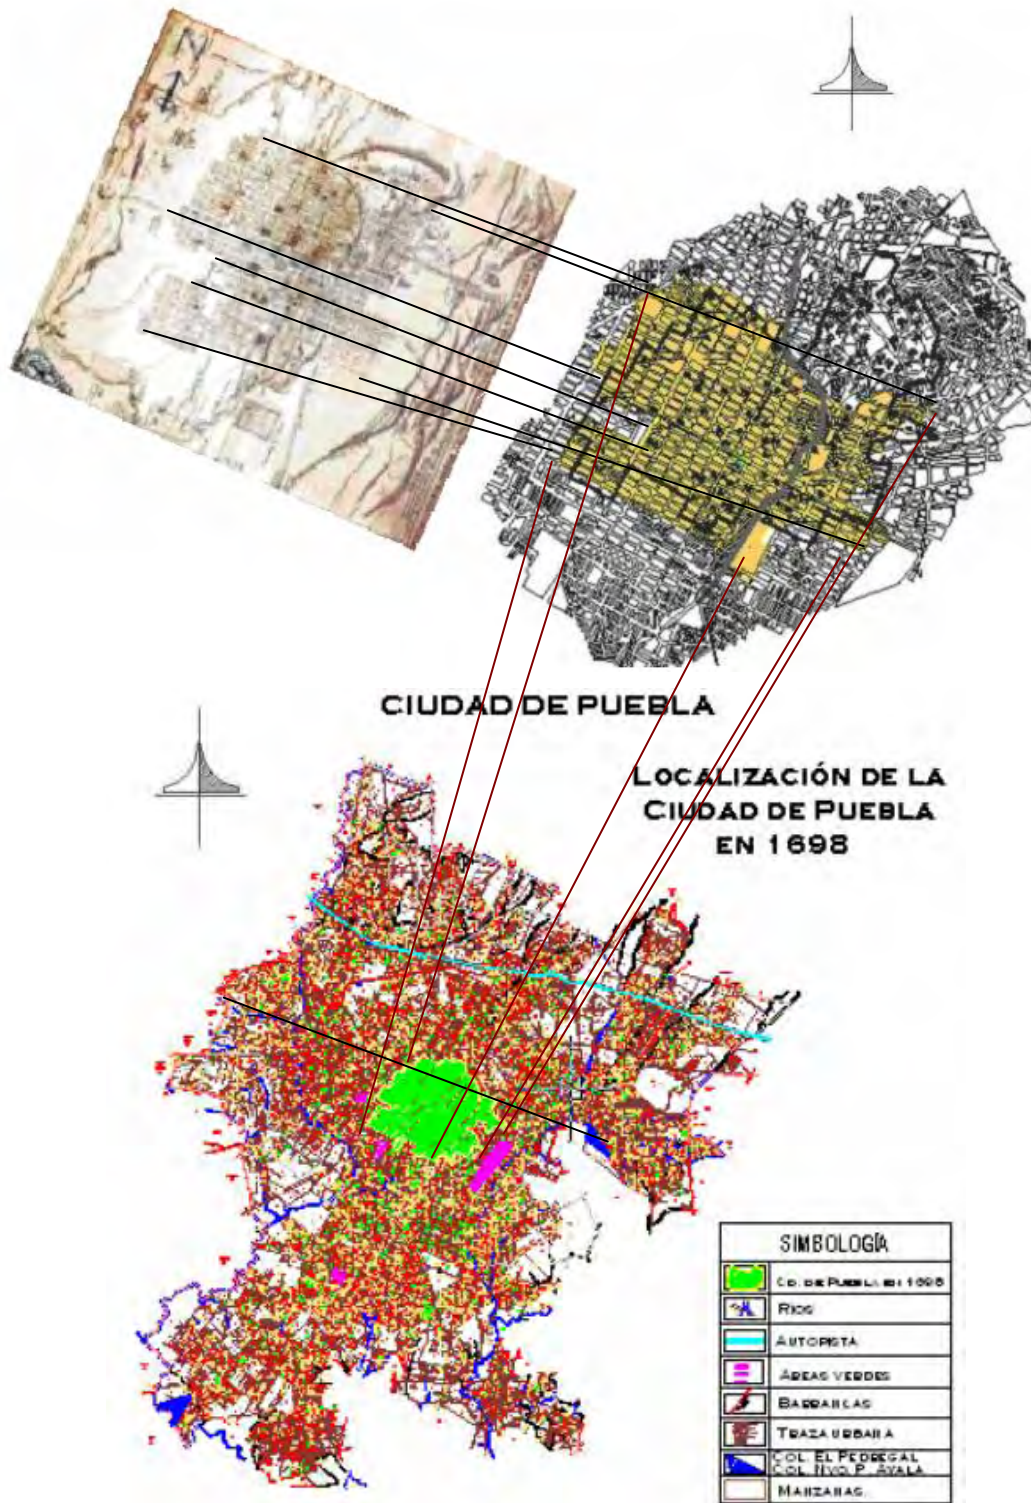 CIUDAD DE PUEBLA
LOCALIZACIÓN DE LA
CIUDAD DE PUEBLA
EN 1698
SIMBOLOGÍA
CD. DE PUEBLA EN 1698
RIOS
AUTOPISTA
AREAS VERDES
BARRANCAS
TRAZA URBANA
COL. EL PEDREGAL
COL. NVO. P. AYALA
MANZANAS